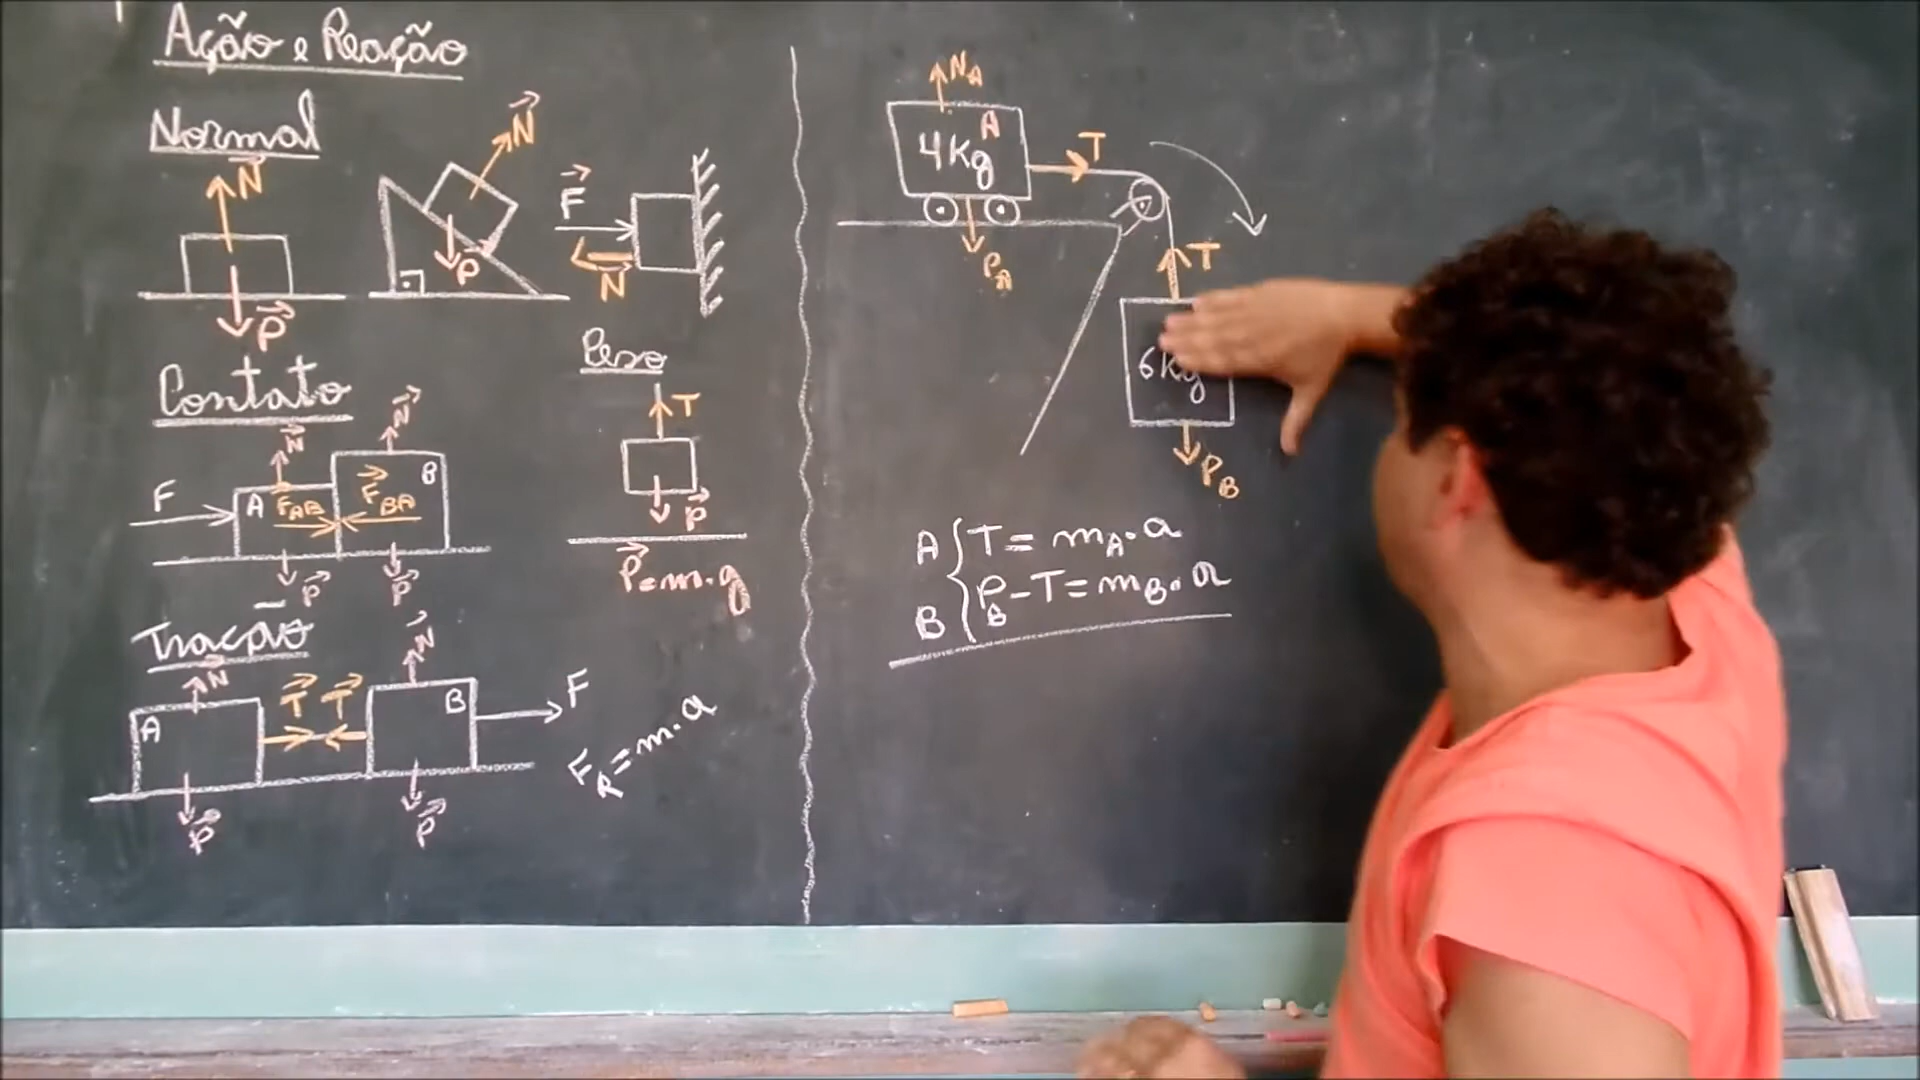 Ação e Reação
Normal
N
P
N
P
F
N
Contato
F
A
N
F_AB
P
N
F_BA
B
P
Peso
T
P
P=m.g
Tração
A
N
T
T
P
N
B
F
P
F_R=m.a
N_A
A
4Kg
T
P_A
T
6Kg
P_B
A { T = m_A.a
B { P_B-T=m_B.a